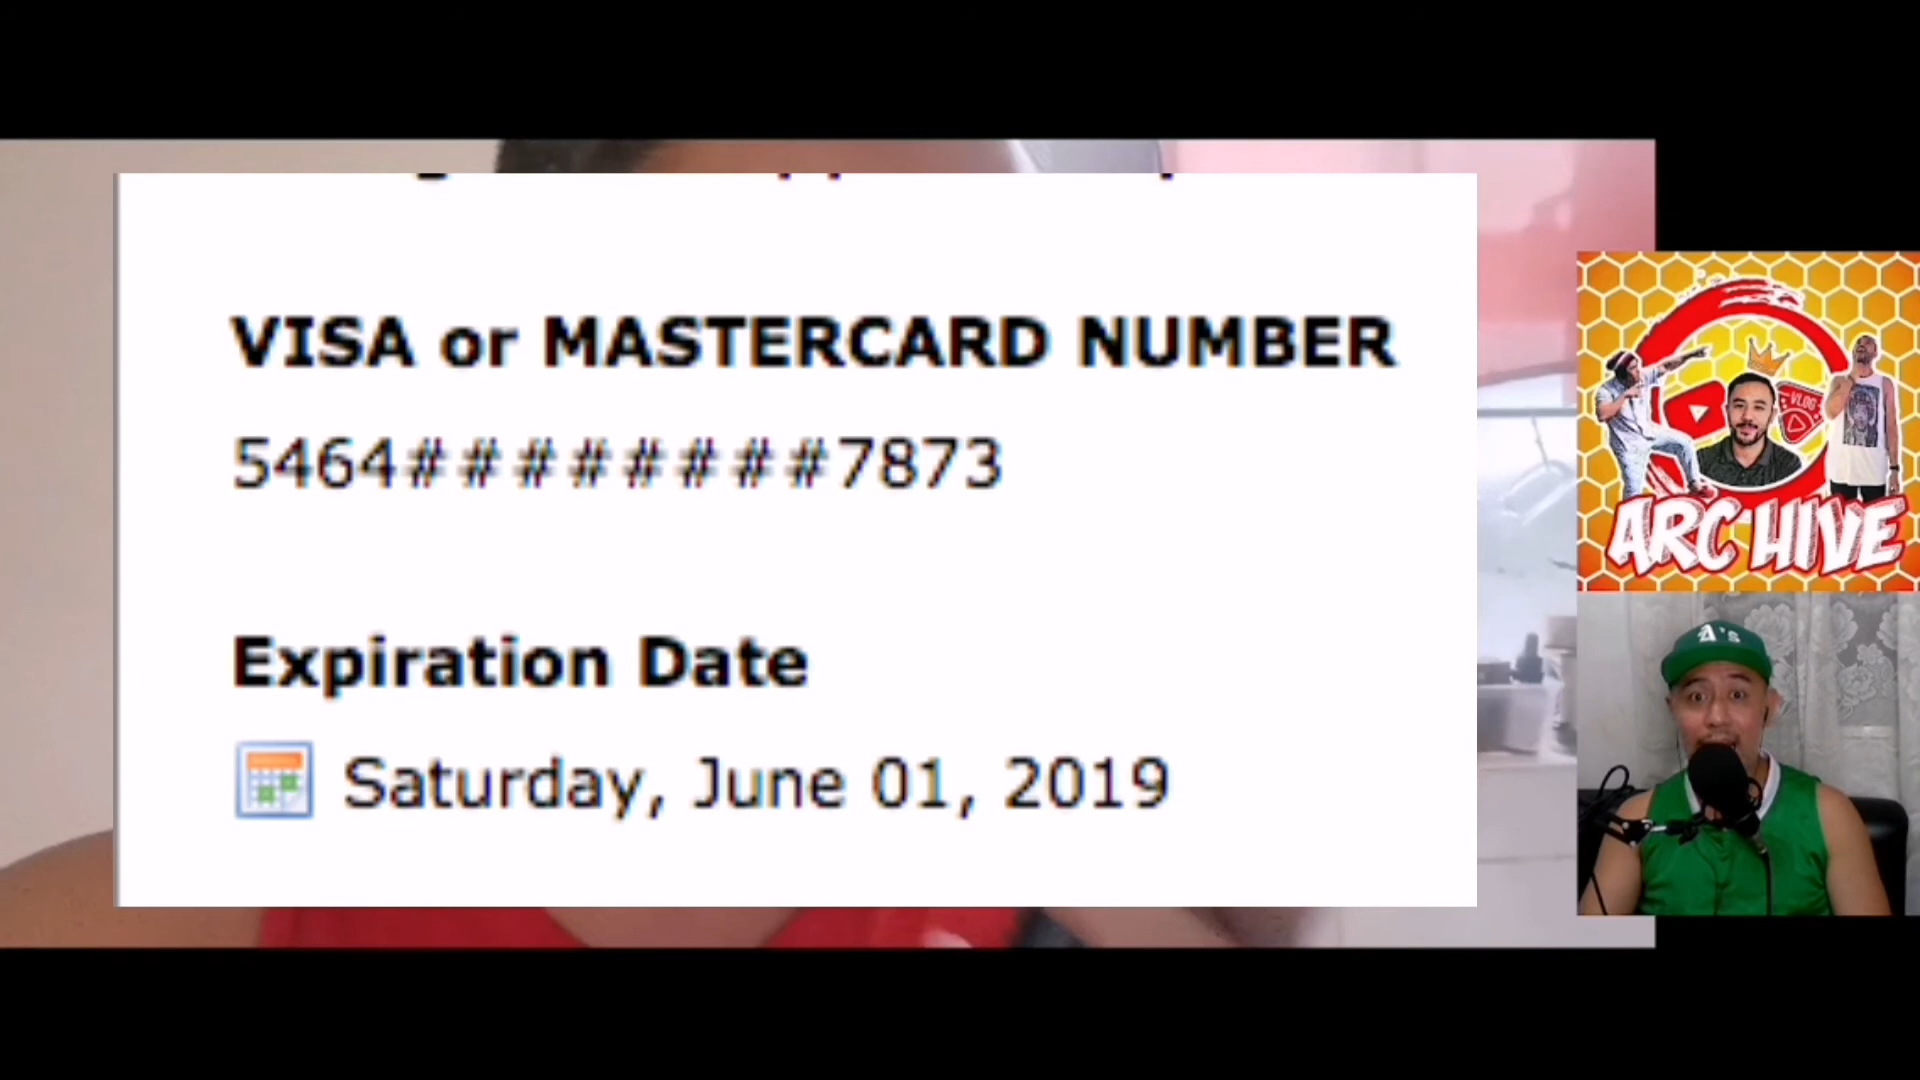 VISA or MASTERCARD NUMBER
5464########7873
Expiration Date
Saturday, June 01, 2019
VLOG
ARC HIVE
A's